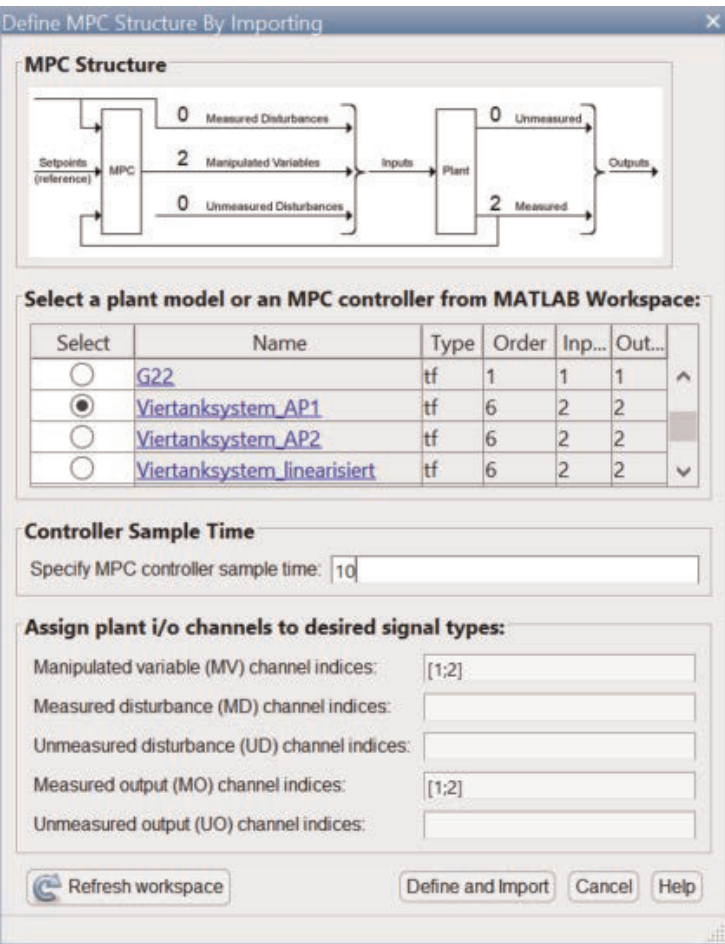 Define MPC Structure By Importing ×
MPC Structure
0 Measured Disturbances 0 Unmeasured
Setpoints (reference) MPC 2 Manipulated Variables Inputs Plant Outputs
0 Unmeasured Disturbances 2 Measured
Select a plant model or an MPC controller from MATLAB Workspace:
Select Name Type Order Inp... Out...
G22 tf 1 1 1
Viertanksystem_AP1 tf 6 2 2
Viertanksystem_AP2 tf 6 2 2
Viertanksystem_linearisiert tf 6 2 2
Controller Sample Time
Specify MPC controller sample time: 10
Assign plant i/o channels to desired signal types:
Manipulated variable (MV) channel indices: [1;2]
Measured disturbance (MD) channel indices:
Unmeasured disturbance (UD) channel indices:
Measured output (MO) channel indices: [1;2]
Unmeasured output (UO) channel indices:
Refresh workspace Define and Import Cancel Help